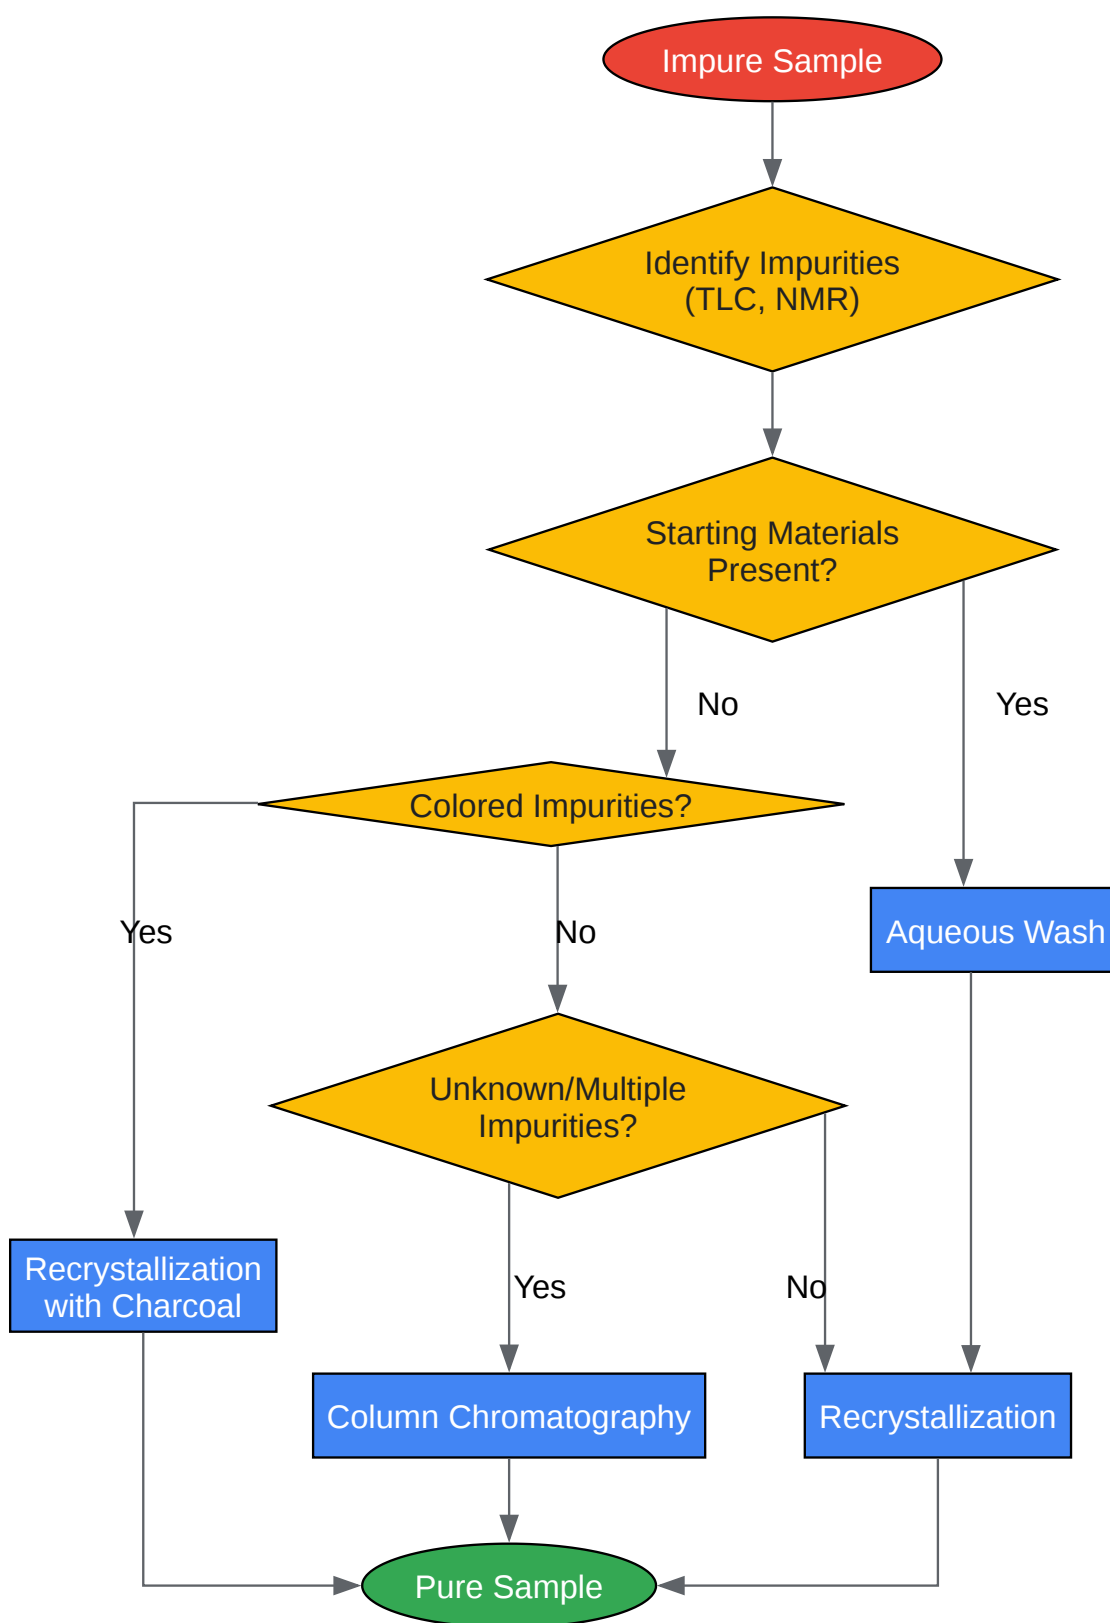 Impure Sample
Identify Impurities
(TLC, NMR)
Starting Materials
Present?
No
Yes
Colored Impurities?
Yes
No
Aqueous Wash
Unknown/Multiple
Impurities?
Recrystallization
with Charcoal
Yes
No
Column Chromatography
Recrystallization
Pure Sample